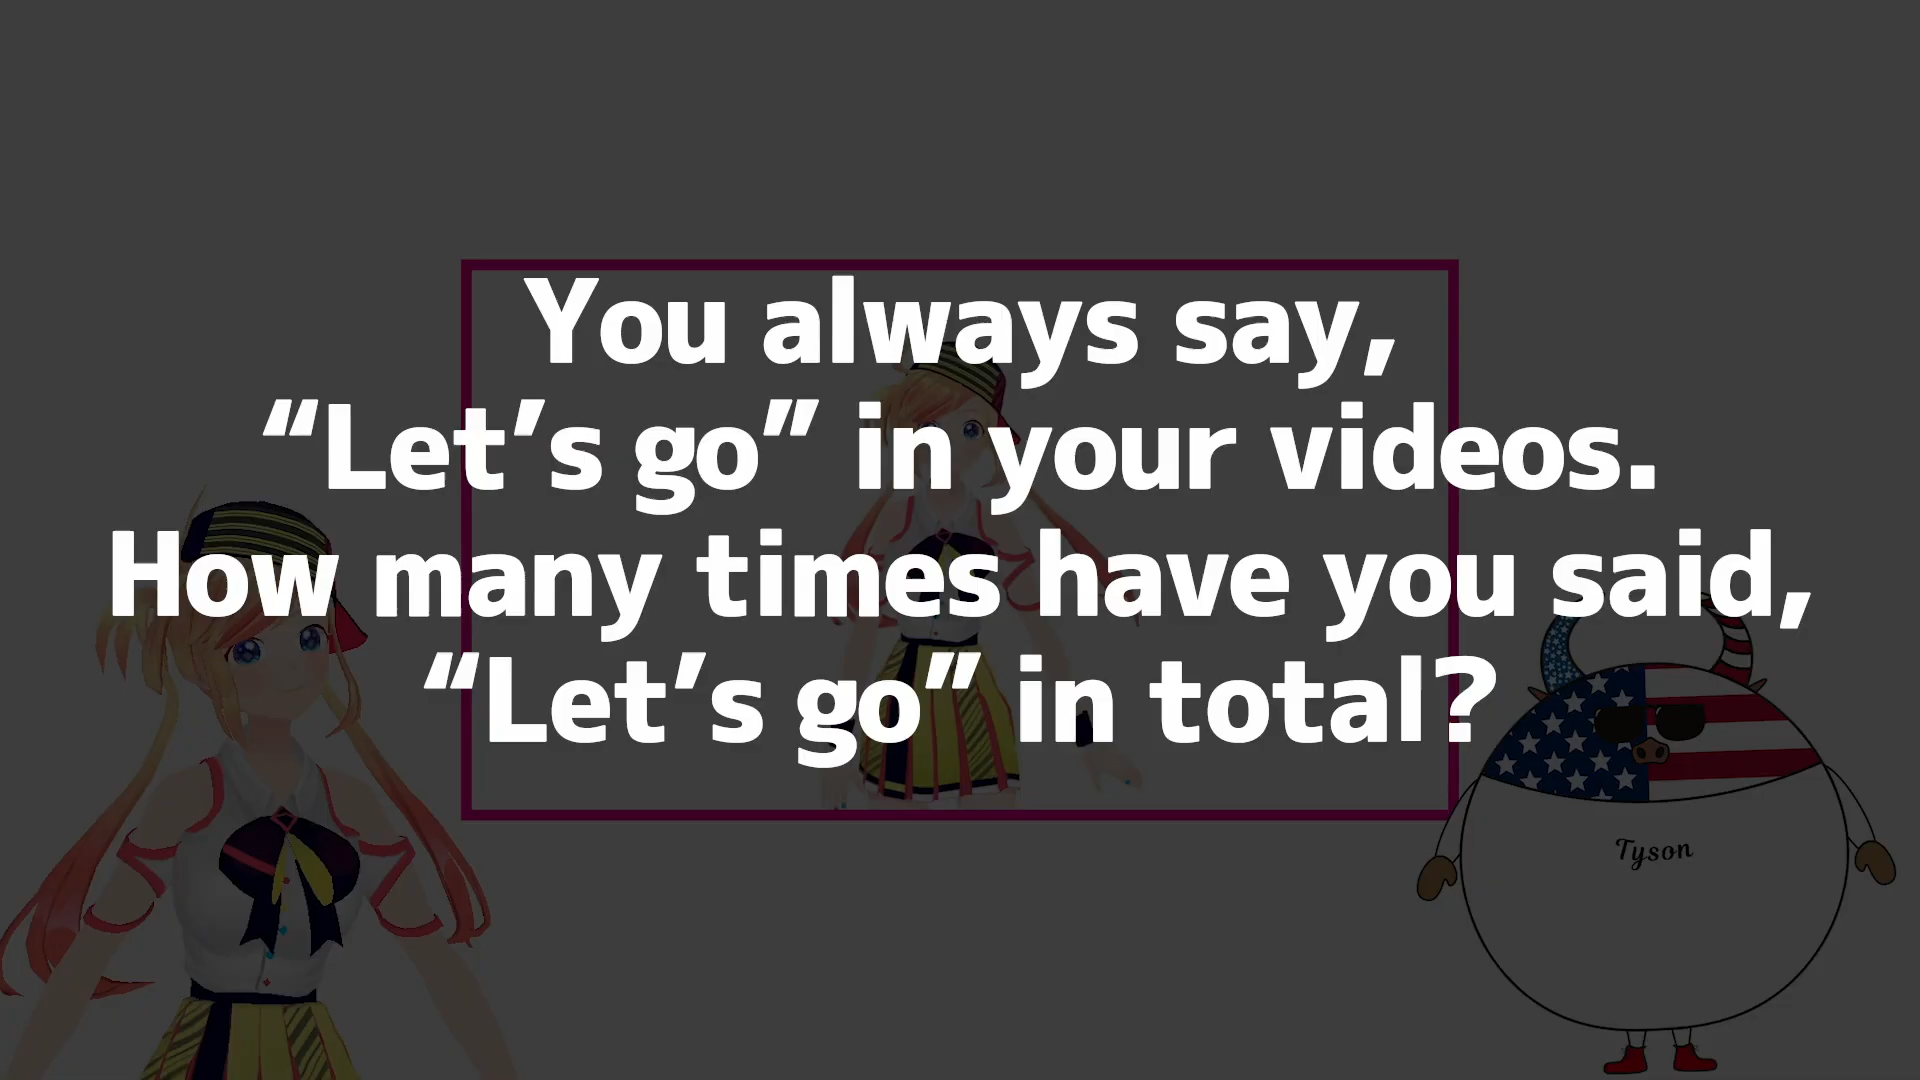 You always say,
“Let’s go” in your videos.
How many times have you said,
“Let’s go” in total?
Tyson